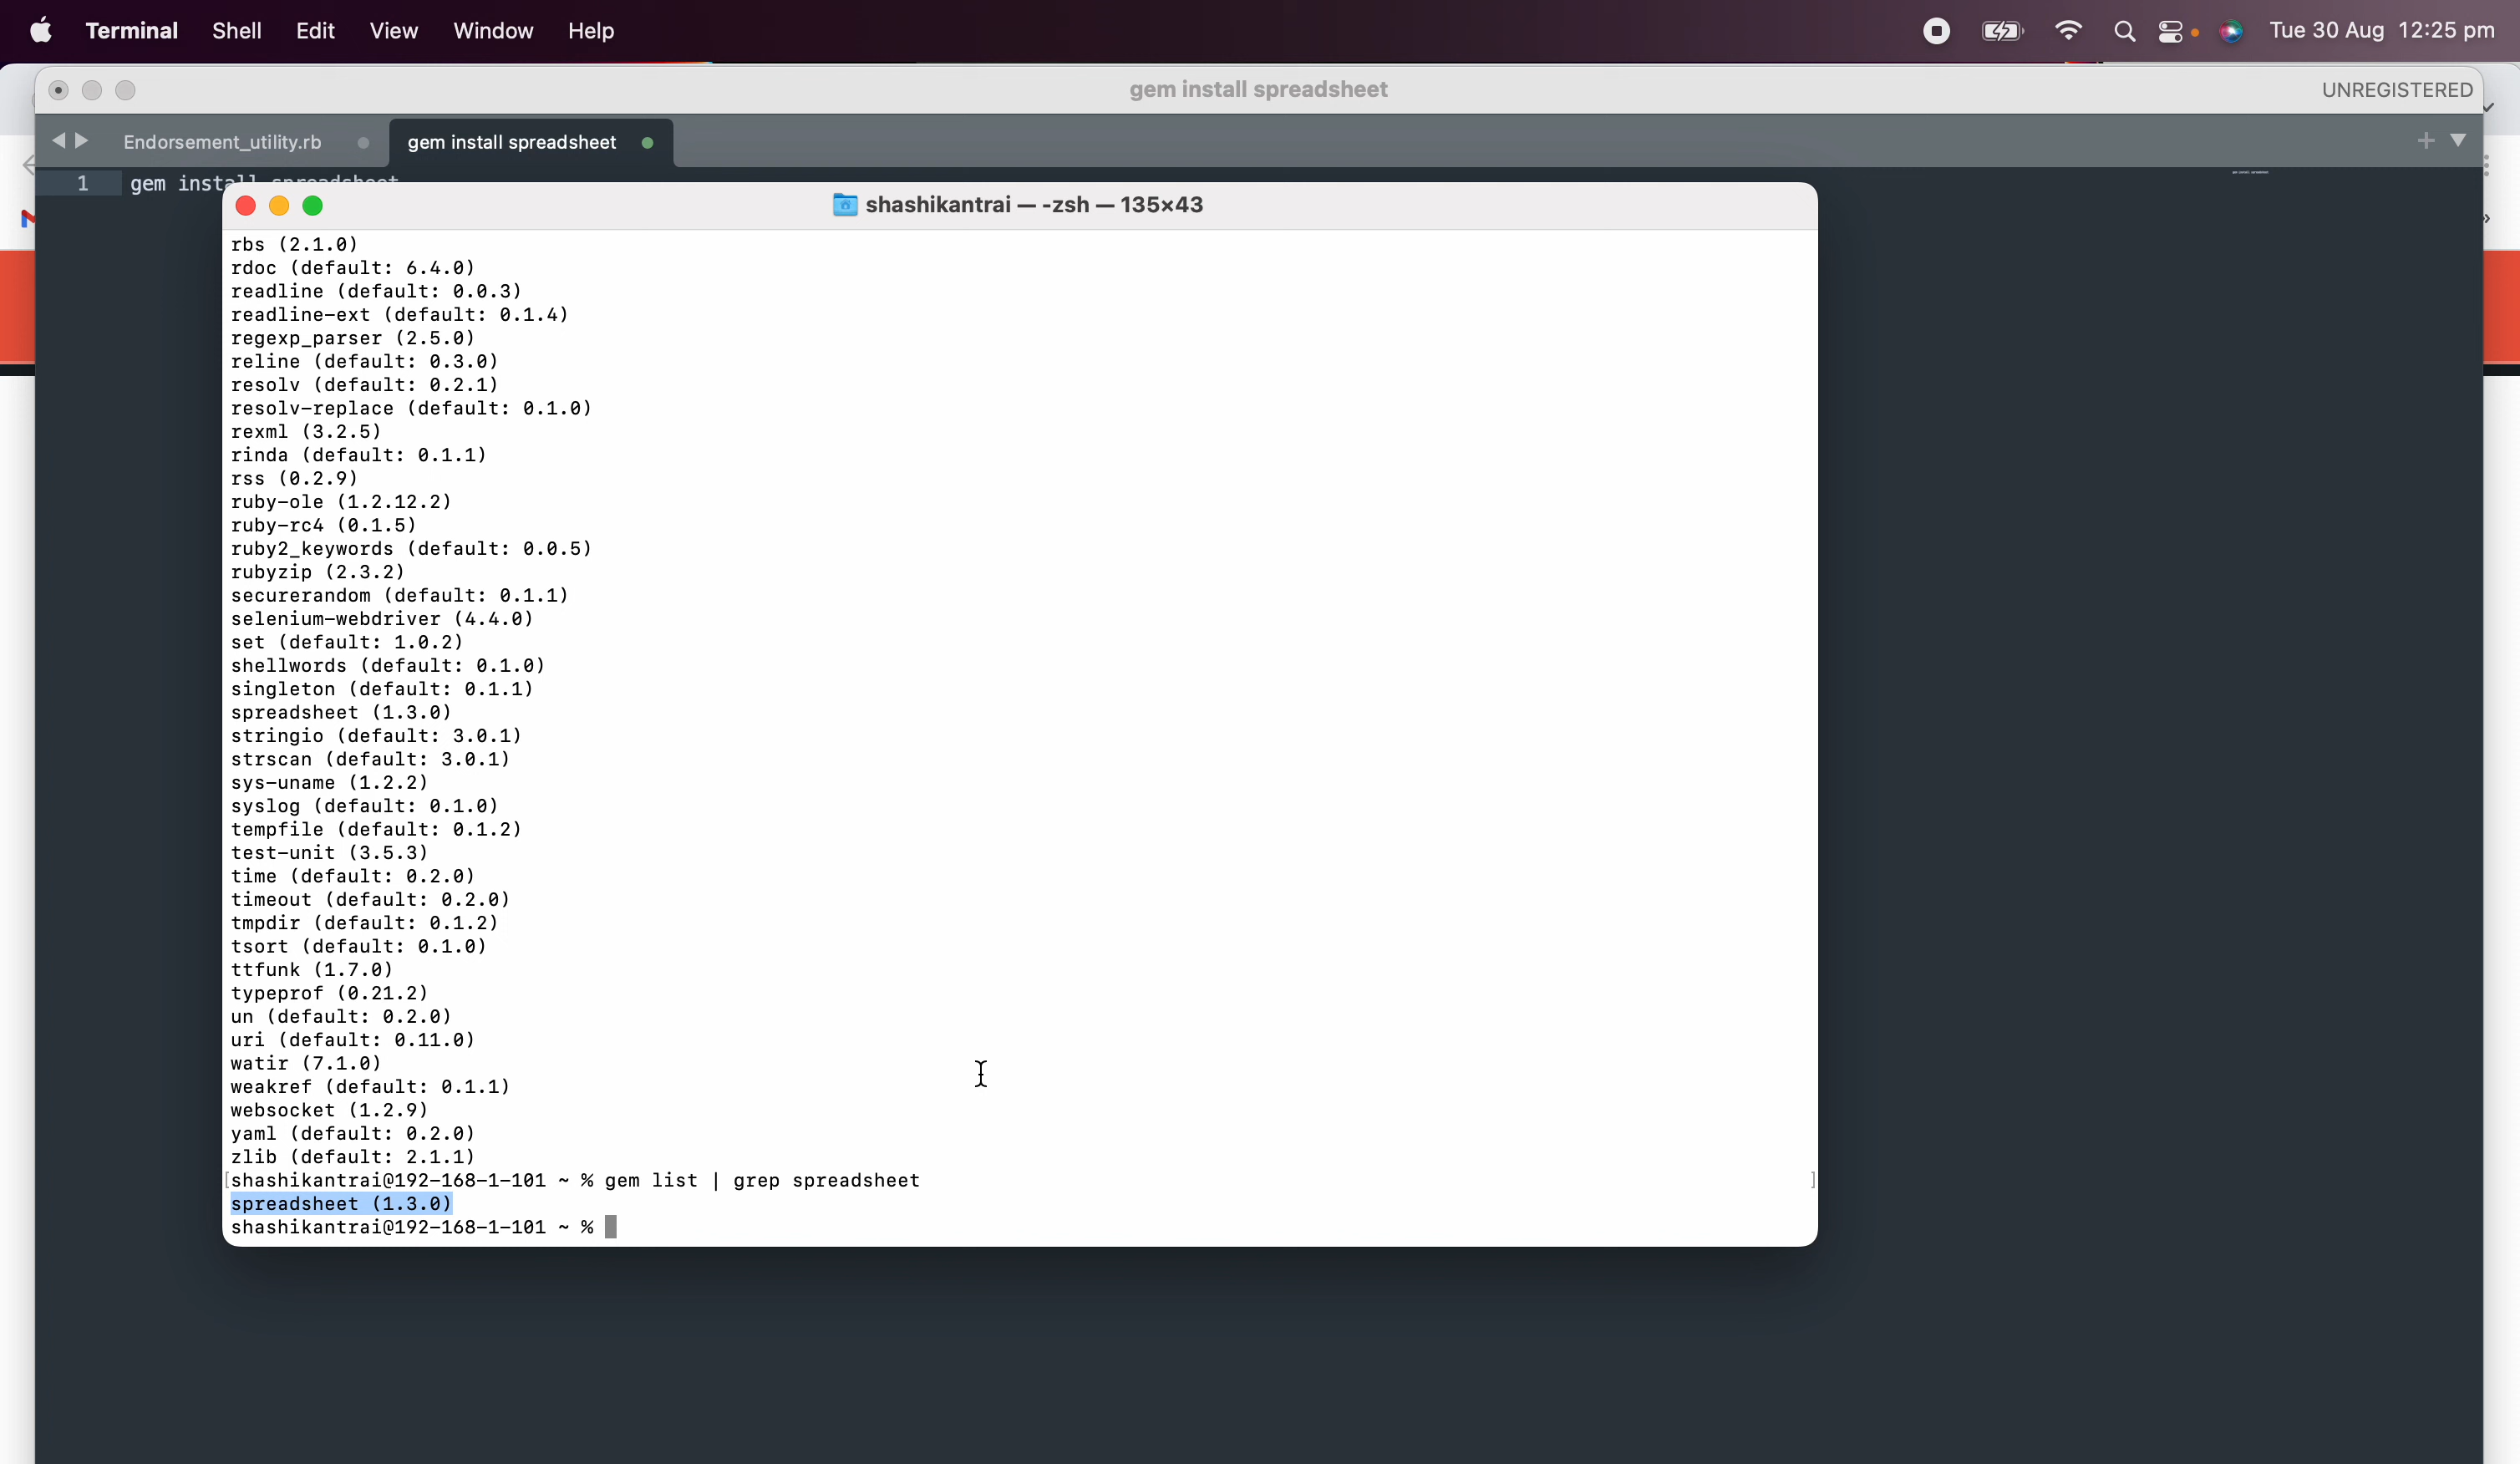 Terminal Shell Edit View Window Help Tue 30 Aug 12:25 pm
gem install spreadsheet UNREGISTERED
Endorsement_utility.rb gem install spreadsheet
1 gem install spreadsheet
shashikantrai — -zsh — 135×43
rbs (2.1.0)
rdoc (default: 6.4.0)
readline (default: 0.0.3)
readline-ext (default: 0.1.4)
regexp_parser (2.5.0)
reline (default: 0.3.0)
resolv (default: 0.2.1)
resolv-replace (default: 0.1.0)
rexml (3.2.5)
rinda (default: 0.1.1)
rss (0.2.9)
ruby-ole (1.2.12.2)
ruby-rc4 (0.1.5)
ruby2_keywords (default: 0.0.5)
rubyzip (2.3.2)
securerandom (default: 0.1.1)
selenium-webdriver (4.4.0)
set (default: 1.0.2)
shellwords (default: 0.1.0)
singleton (default: 0.1.1)
spreadsheet (1.3.0)
stringio (default: 3.0.1)
strscan (default: 3.0.1)
sys-uname (1.2.2)
syslog (default: 0.1.0)
tempfile (default: 0.1.2)
test-unit (3.5.3)
time (default: 0.2.0)
timeout (default: 0.2.0)
tmpdir (default: 0.1.2)
tsort (default: 0.1.0)
ttfunk (1.7.0)
typeprof (0.21.2)
un (default: 0.2.0)
uri (default: 0.11.0)
watir (7.1.0)
weakref (default: 0.1.1)
websocket (1.2.9)
yaml (default: 0.2.0)
zlib (default: 2.1.1)
[shashikantrai@192-168-1-101 ~ % gem list | grep spreadsheet ]
spreadsheet (1.3.0)
shashikantrai@192-168-1-101 ~ %